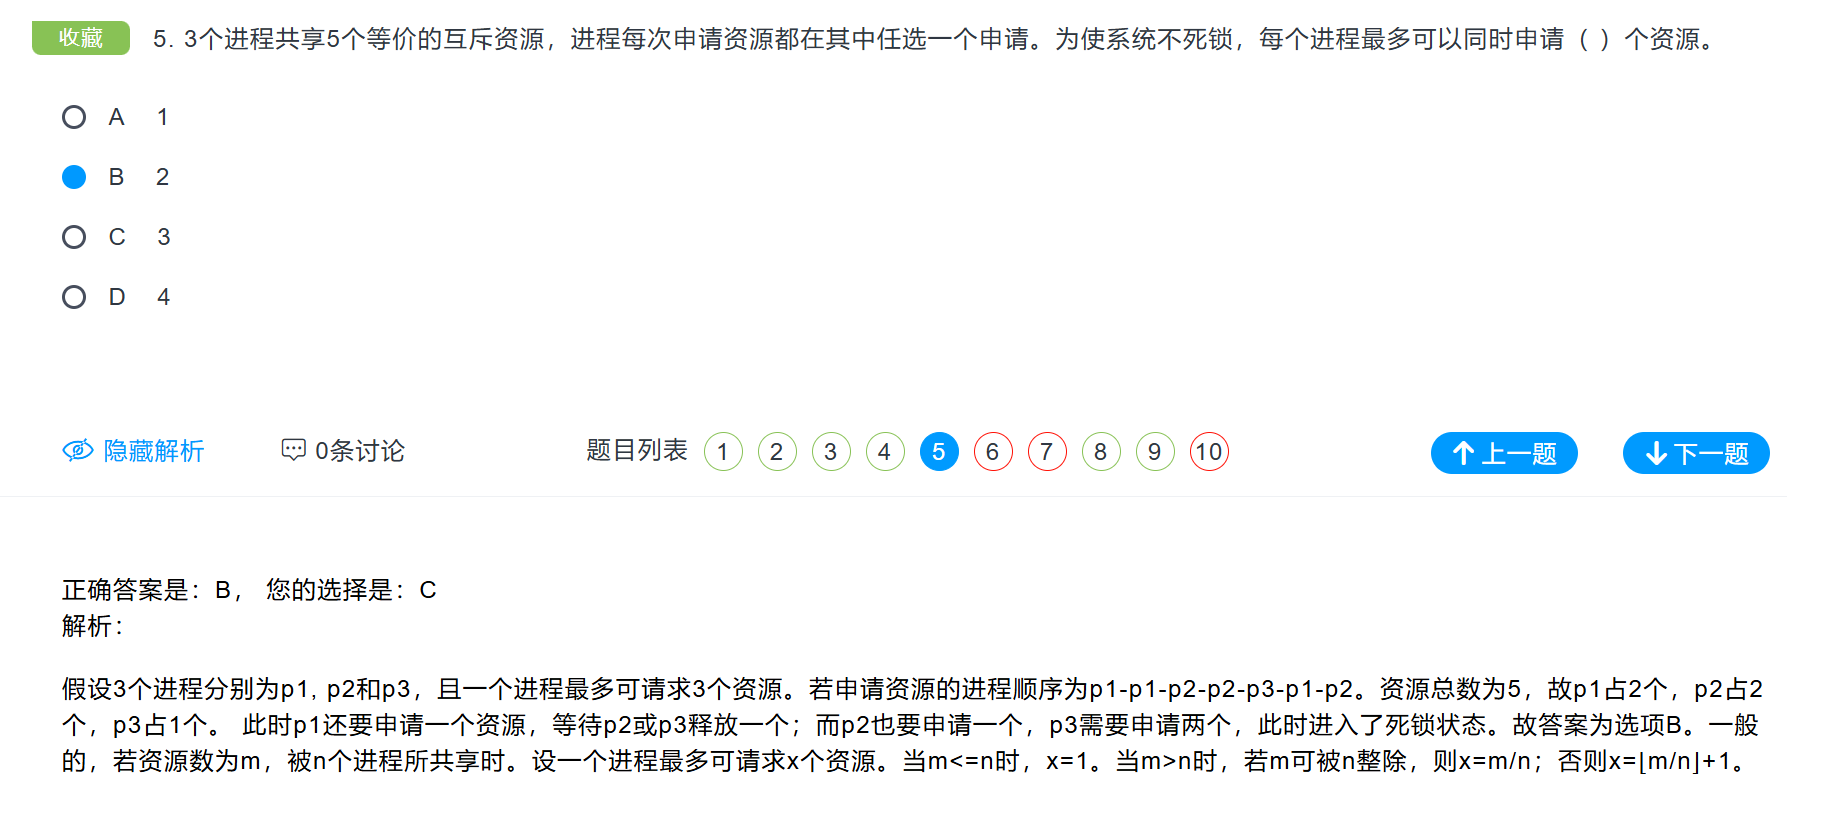 收藏 5. 3个进程共享5个等价的互斥资源，进程每次申请资源都在其中任选一个申请。为使系统不死锁，每个进程最多可以同时申请（ ）个资源。
A 1
B 2
C 3
D 4
隐藏解析 0条讨论 题目列表 1 2 3 4 5 6 7 8 9 10 上一题 下一题
正确答案是：B， 您的选择是：C
解析：
假设3个进程分别为p1, p2和p3，且一个进程最多可请求3个资源。若申请资源的进程顺序为p1-p1-p2-p2-p3-p1-p2。资源总数为5，故p1占2个，p2占2
个，p3占1个。 此时p1还要申请一个资源，等待p2或p3释放一个；而p2也要申请一个，p3需要申请两个，此时进入了死锁状态。故答案为选项B。一般
的，若资源数为m，被n个进程所共享时。设一个进程最多可请求x个资源。当m<=n时，x=1。当m>n时，若m可被n整除，则x=m/n；否则x=⌊m/n⌋+1。